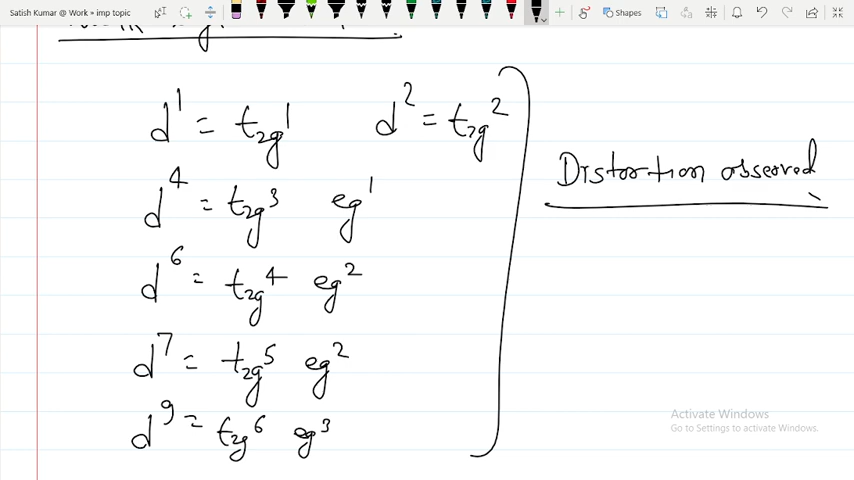 Satish Kumar @ Work » imp topic
Shapes
d¹ = t₂g¹ d² = t₂g²
d⁴ = t₂g³ eg¹
d⁶ = t₂g⁴ eg²
d⁷ = t₂g⁵ eg²
d⁹ = t₂g⁶ eg³
Distortion observed
Activate Windows
Go to Settings to activate Windows.